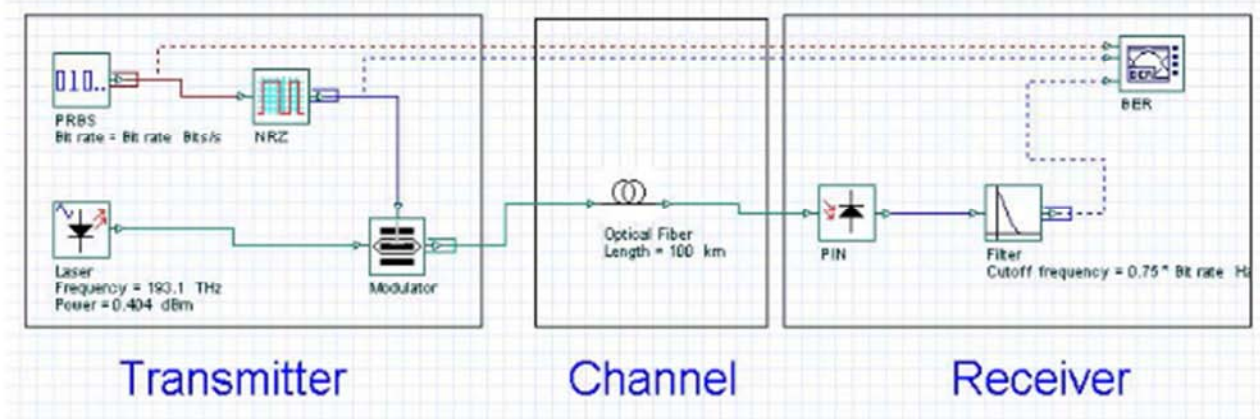 010..
PRBS
Bit rate = Bit rate Bits/s
NRZ
BER
BER
Laser
Frequency = 193.1 THz
Power = 0.404 dBm
Modulator
Optical Fiber
Length = 100 km
PIN
Filter
Cutoff frequency = 0.75 * Bit rate Hz
Transmitter
Channel
Receiver